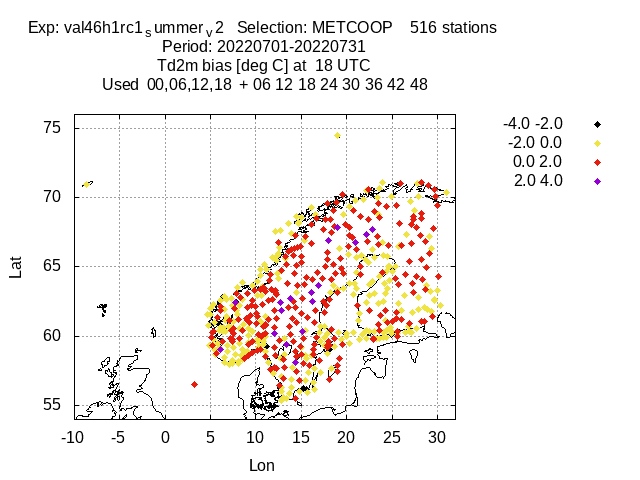 Exp: val46h1rc1summerv2 Selection: METCOOP 516 stations
Period: 20220701-20220731
Td2m bias [deg C] at 18 UTC
Used 00,06,12,18 + 06 12 18 24 30 36 42 48
-4.0 -2.0
-2.0 0.0
0.0 2.0
2.0 4.0
75
70
65
60
55
Lat
-10 -5 0 5 10 15 20 25 30
Lon